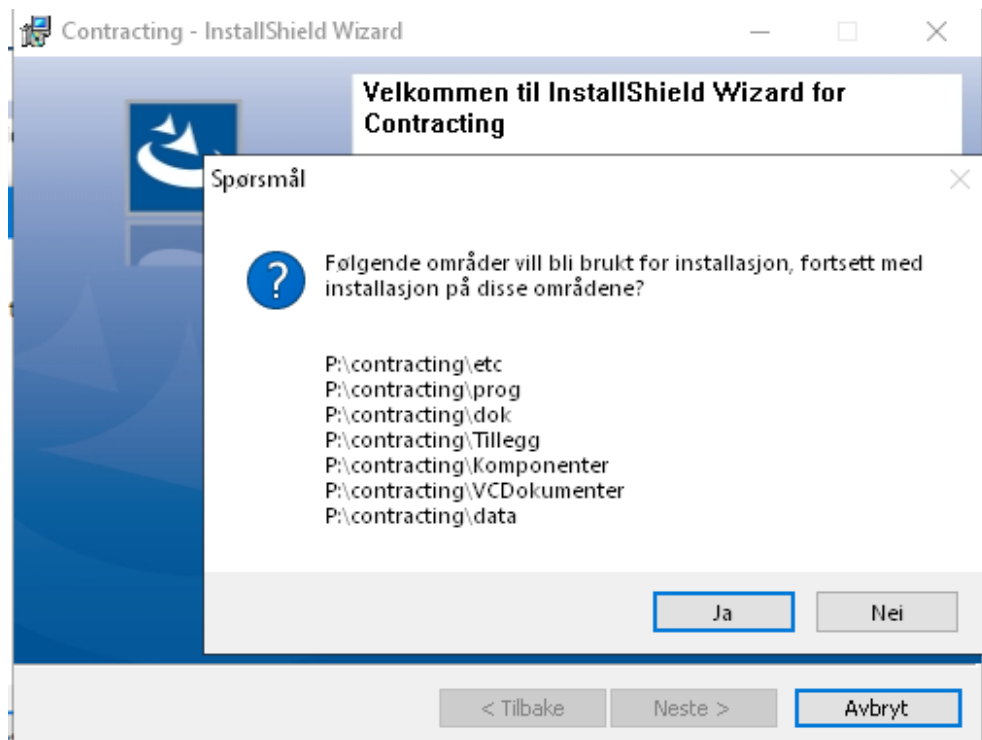 Contracting - InstallShield Wizard
Velkommen til InstallShield Wizard for
Contracting
Spørsmål
Følgende områder vill bli brukt for installasjon, fortsett med
installasjon på disse områdene?
P:\contracting\etc
P:\contracting\prog
P:\contracting\dok
P:\contracting\Tillegg
P:\contracting\Komponenter
P:\contracting\VCDokumenter
P:\contracting\data
Ja Nei
< Tilbake Neste > Avbryt